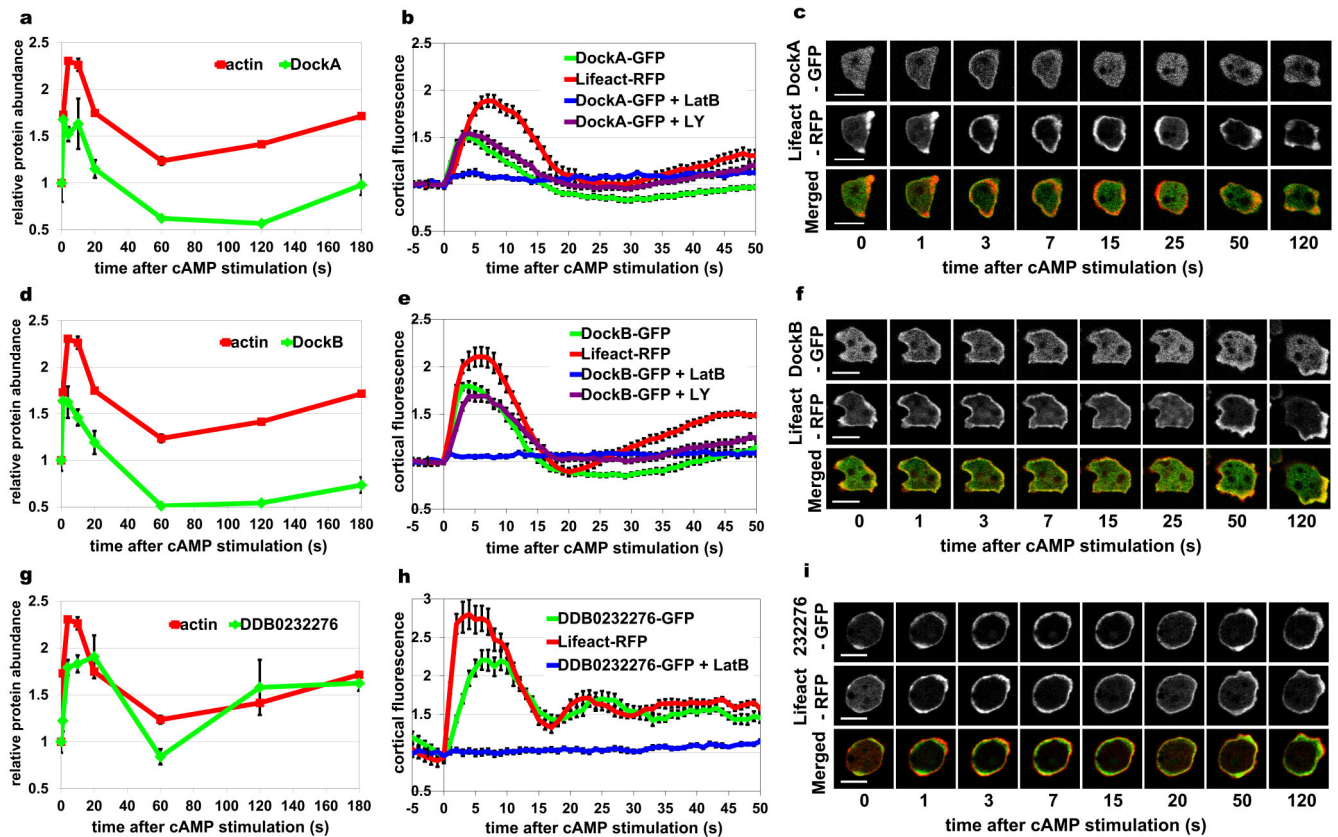 a
relative protein abundance
2.5
2
1.5
1
0.5
actin
DockA
0 20 40 60 80 100 120 140 160 180
time after cAMP stimulation (s)
b
cortical fluorescence
2.5
2
1.5
1
0.5
DockA-GFP
Lifeact-RFP
DockA-GFP + LatB
DockA-GFP + LY
-5 0 5 10 15 20 25 30 35 40 45 50
time after cAMP stimulation (s)
c
DockA
- GFP
Lifeact
- RFP
Merged
0 1 3 7 15 25 50 120
time after cAMP stimulation (s)
d
relative protein abundance
2.5
2
1.5
1
0.5
actin
DockB
0 20 40 60 80 100 120 140 160 180
time after cAMP stimulation (s)
e
cortical fluorescence
2.5
2
1.5
1
0.5
DockB-GFP
Lifeact-RFP
DockB-GFP + LatB
DockB-GFP + LY
-5 0 5 10 15 20 25 30 35 40 45 50
time after cAMP stimulation (s)
f
DockB
- GFP
Lifeact
- RFP
Merged
0 1 3 7 15 25 50 120
time after cAMP stimulation (s)
g
relative protein abundance
2.5
2
1.5
1
0.5
actin
DDB0232276
0 20 40 60 80 100 120 140 160 180
time after cAMP stimulation (s)
h
cortical fluorescence
3
2.5
2
1.5
1
0.5
DDB0232276-GFP
Lifeact-RFP
DDB0232276-GFP + LatB
-5 0 5 10 15 20 25 30 35 40 45 50
time after cAMP stimulation (s)
i
232276
- GFP
Lifeact
- RFP
Merged
0 1 3 7 15 20 50 120
time after cAMP stimulation (s)